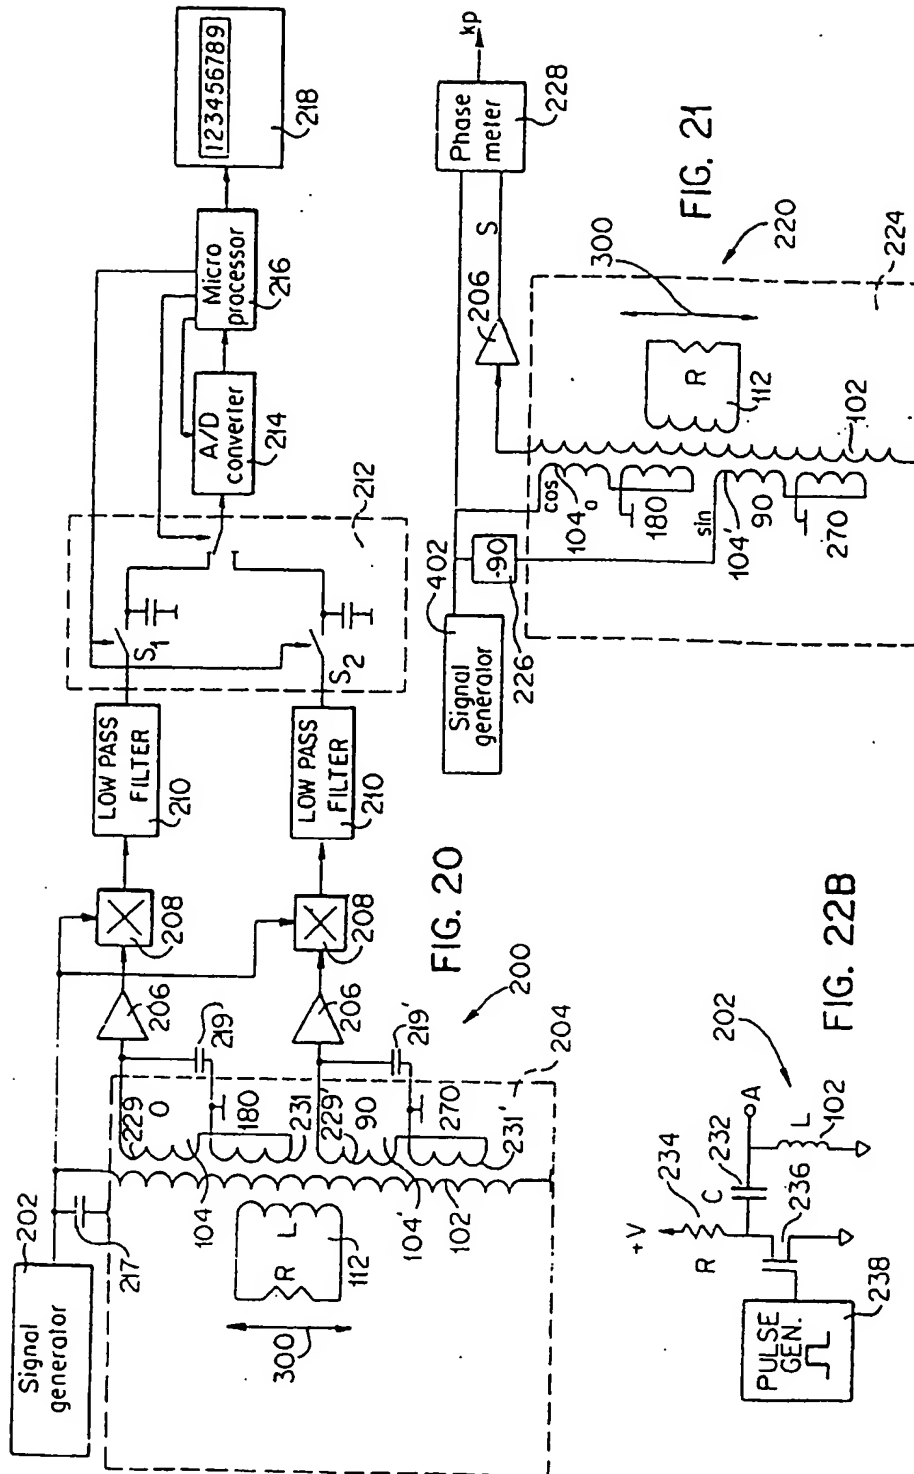 Signal
generator
202
217
204
200
104
104'
102
112
R
L
300
229
0
180
231
229'
90
270
231'
219
219'
206
206
208
208
LOW PASS
FILTER
210
LOW PASS
FILTER
210
S1
S2
212
A/D
converter
214
Micro
processor
216
123456789
218
FIG. 20
Signal
generator
402
-90
226
cos
104
0
180
sin
104'
90
270
102
112
R
300
206
S
Phase
meter
228
kp
220
224
FIG. 21
PULSE
GEN.
238
236
+V
234
R
C
232
A
L
102
202
FIG. 22B